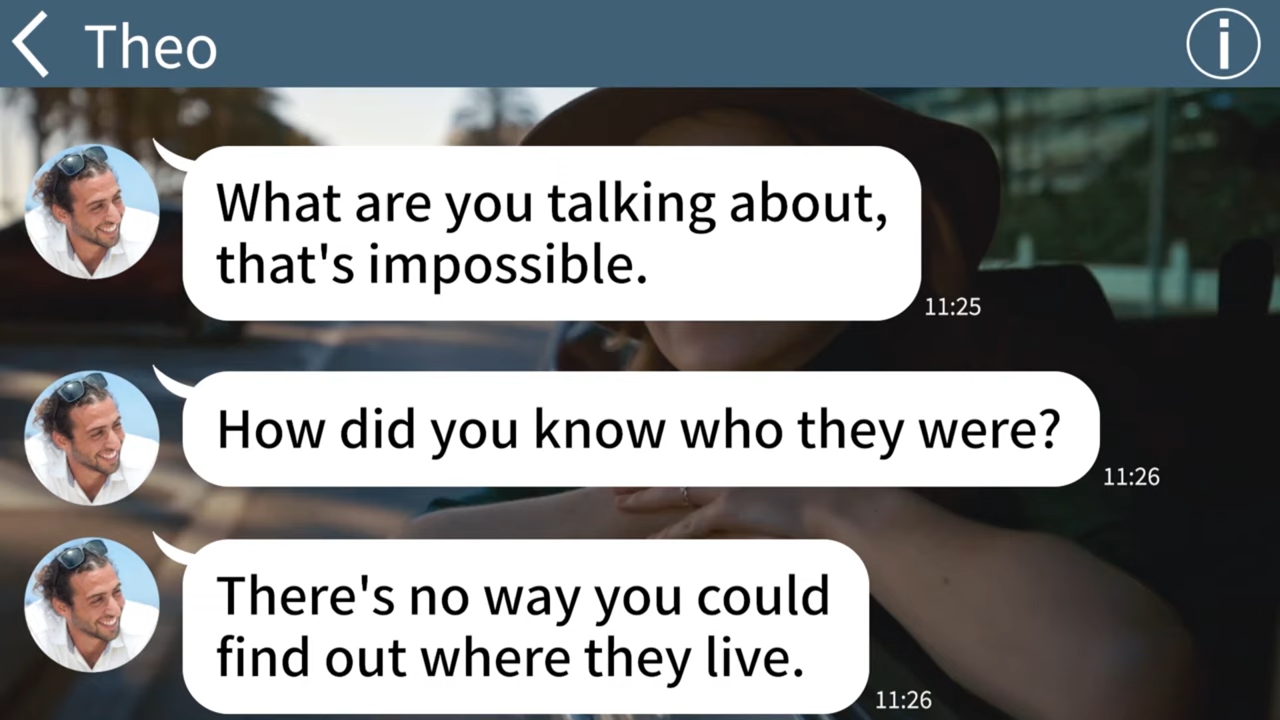 Theo
What are you talking about,
that's impossible.
11:25
How did you know who they were?
11:26
There's no way you could
find out where they live.
11:26